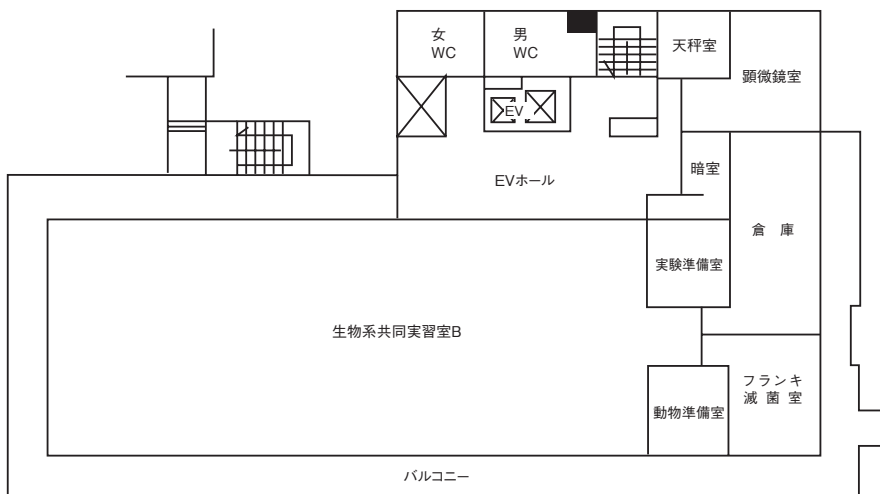 女
WC
男
WC
天秤室
顕微鏡室
EV
暗室
EVホール
倉　庫
実験準備室
生物系共同実習室B
フランキ
滅 菌 室
動物準備室
バルコニー